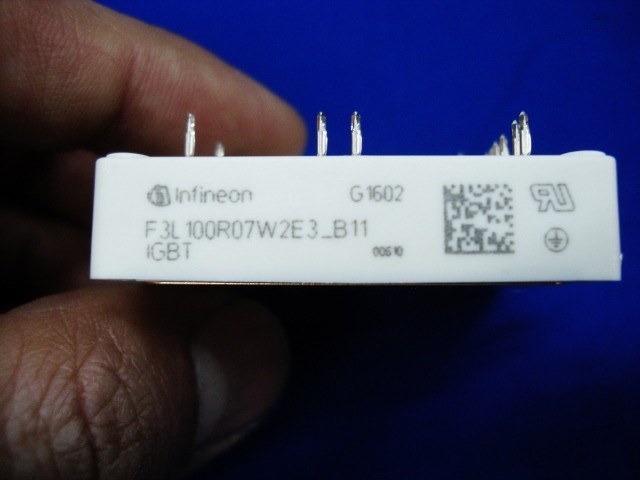 infineon G1602
F3L100R07W2E3_B11
IGBT 00610